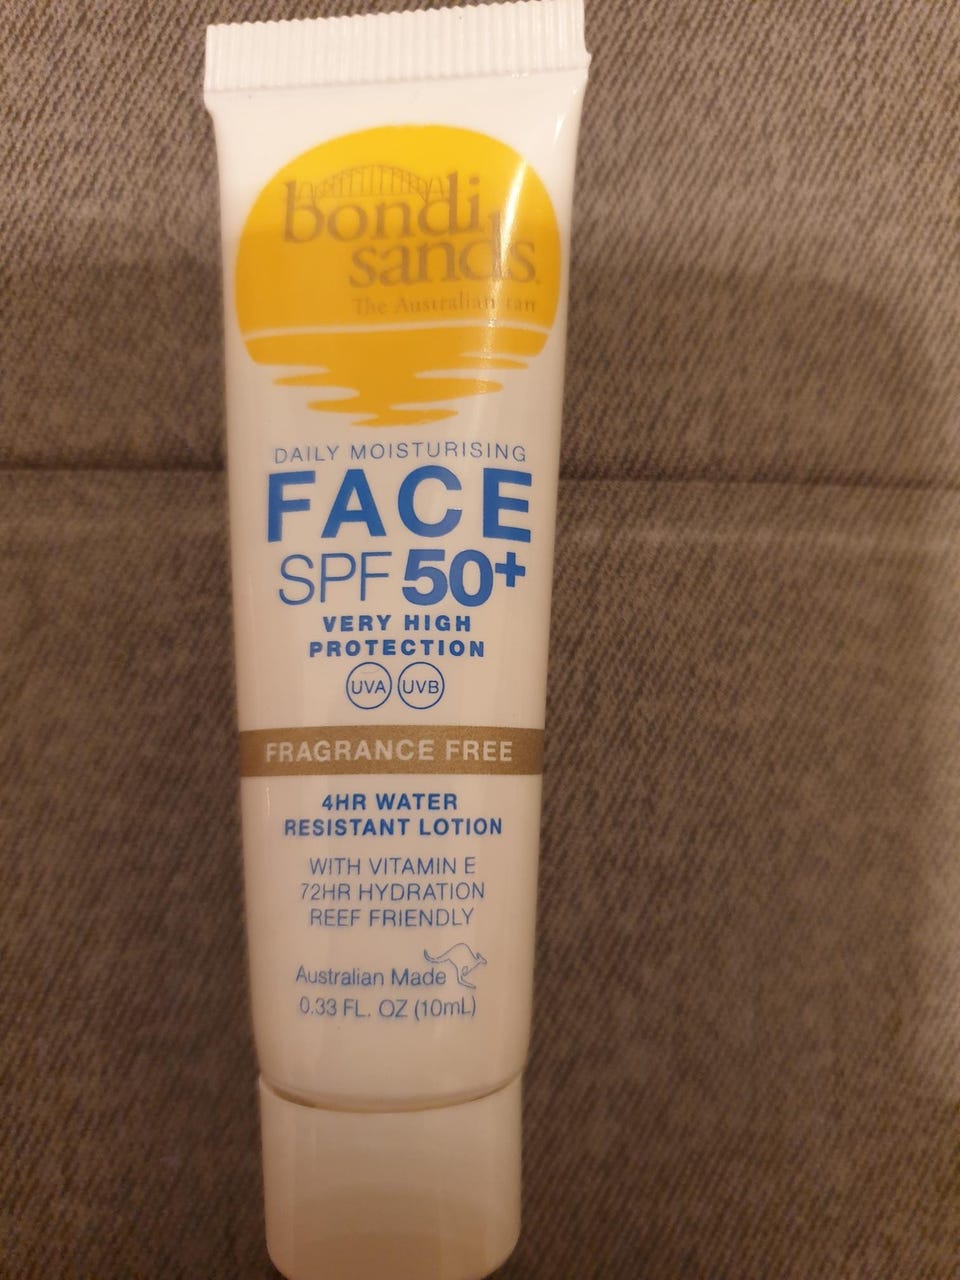 bondi
sands
The Australian tan
DAILY MOISTURISING
FACE
SPF 50+
VERY HIGH
PROTECTION
UVA UVB
FRAGRANCE FREE
4HR WATER
RESISTANT LOTION
WITH VITAMIN E
72HR HYDRATION
REEF FRIENDLY
Australian Made
0.33 FL. OZ (10mL)